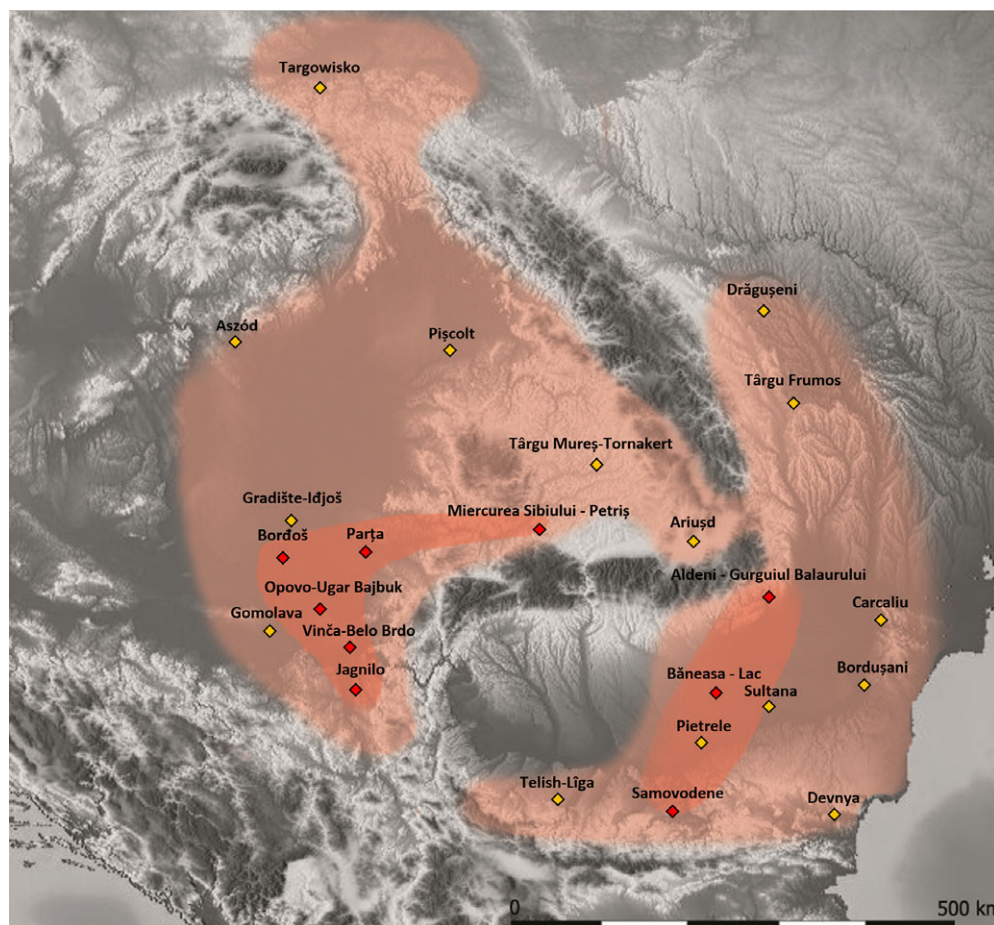 Targowisko
Drăgușeni
Aszód
Pișcolt
Târgu Frumos
Târgu Mureș-Tornakert
Gradište-Iđjoš
Miercurea Sibiului - Petriș
Ariușd
Borđoš
Parța
Aldeni - Gurguiul Balaurului
Opovo-Ugar Bajbuk
Carcaliu
Gomolava
Vinča-Belo Brdo
Jagnilo
Bordușani
Băneasa - Lac
Sultana
Pietrele
Telish-Lîga
Samovodene
Devnya
0
500 km